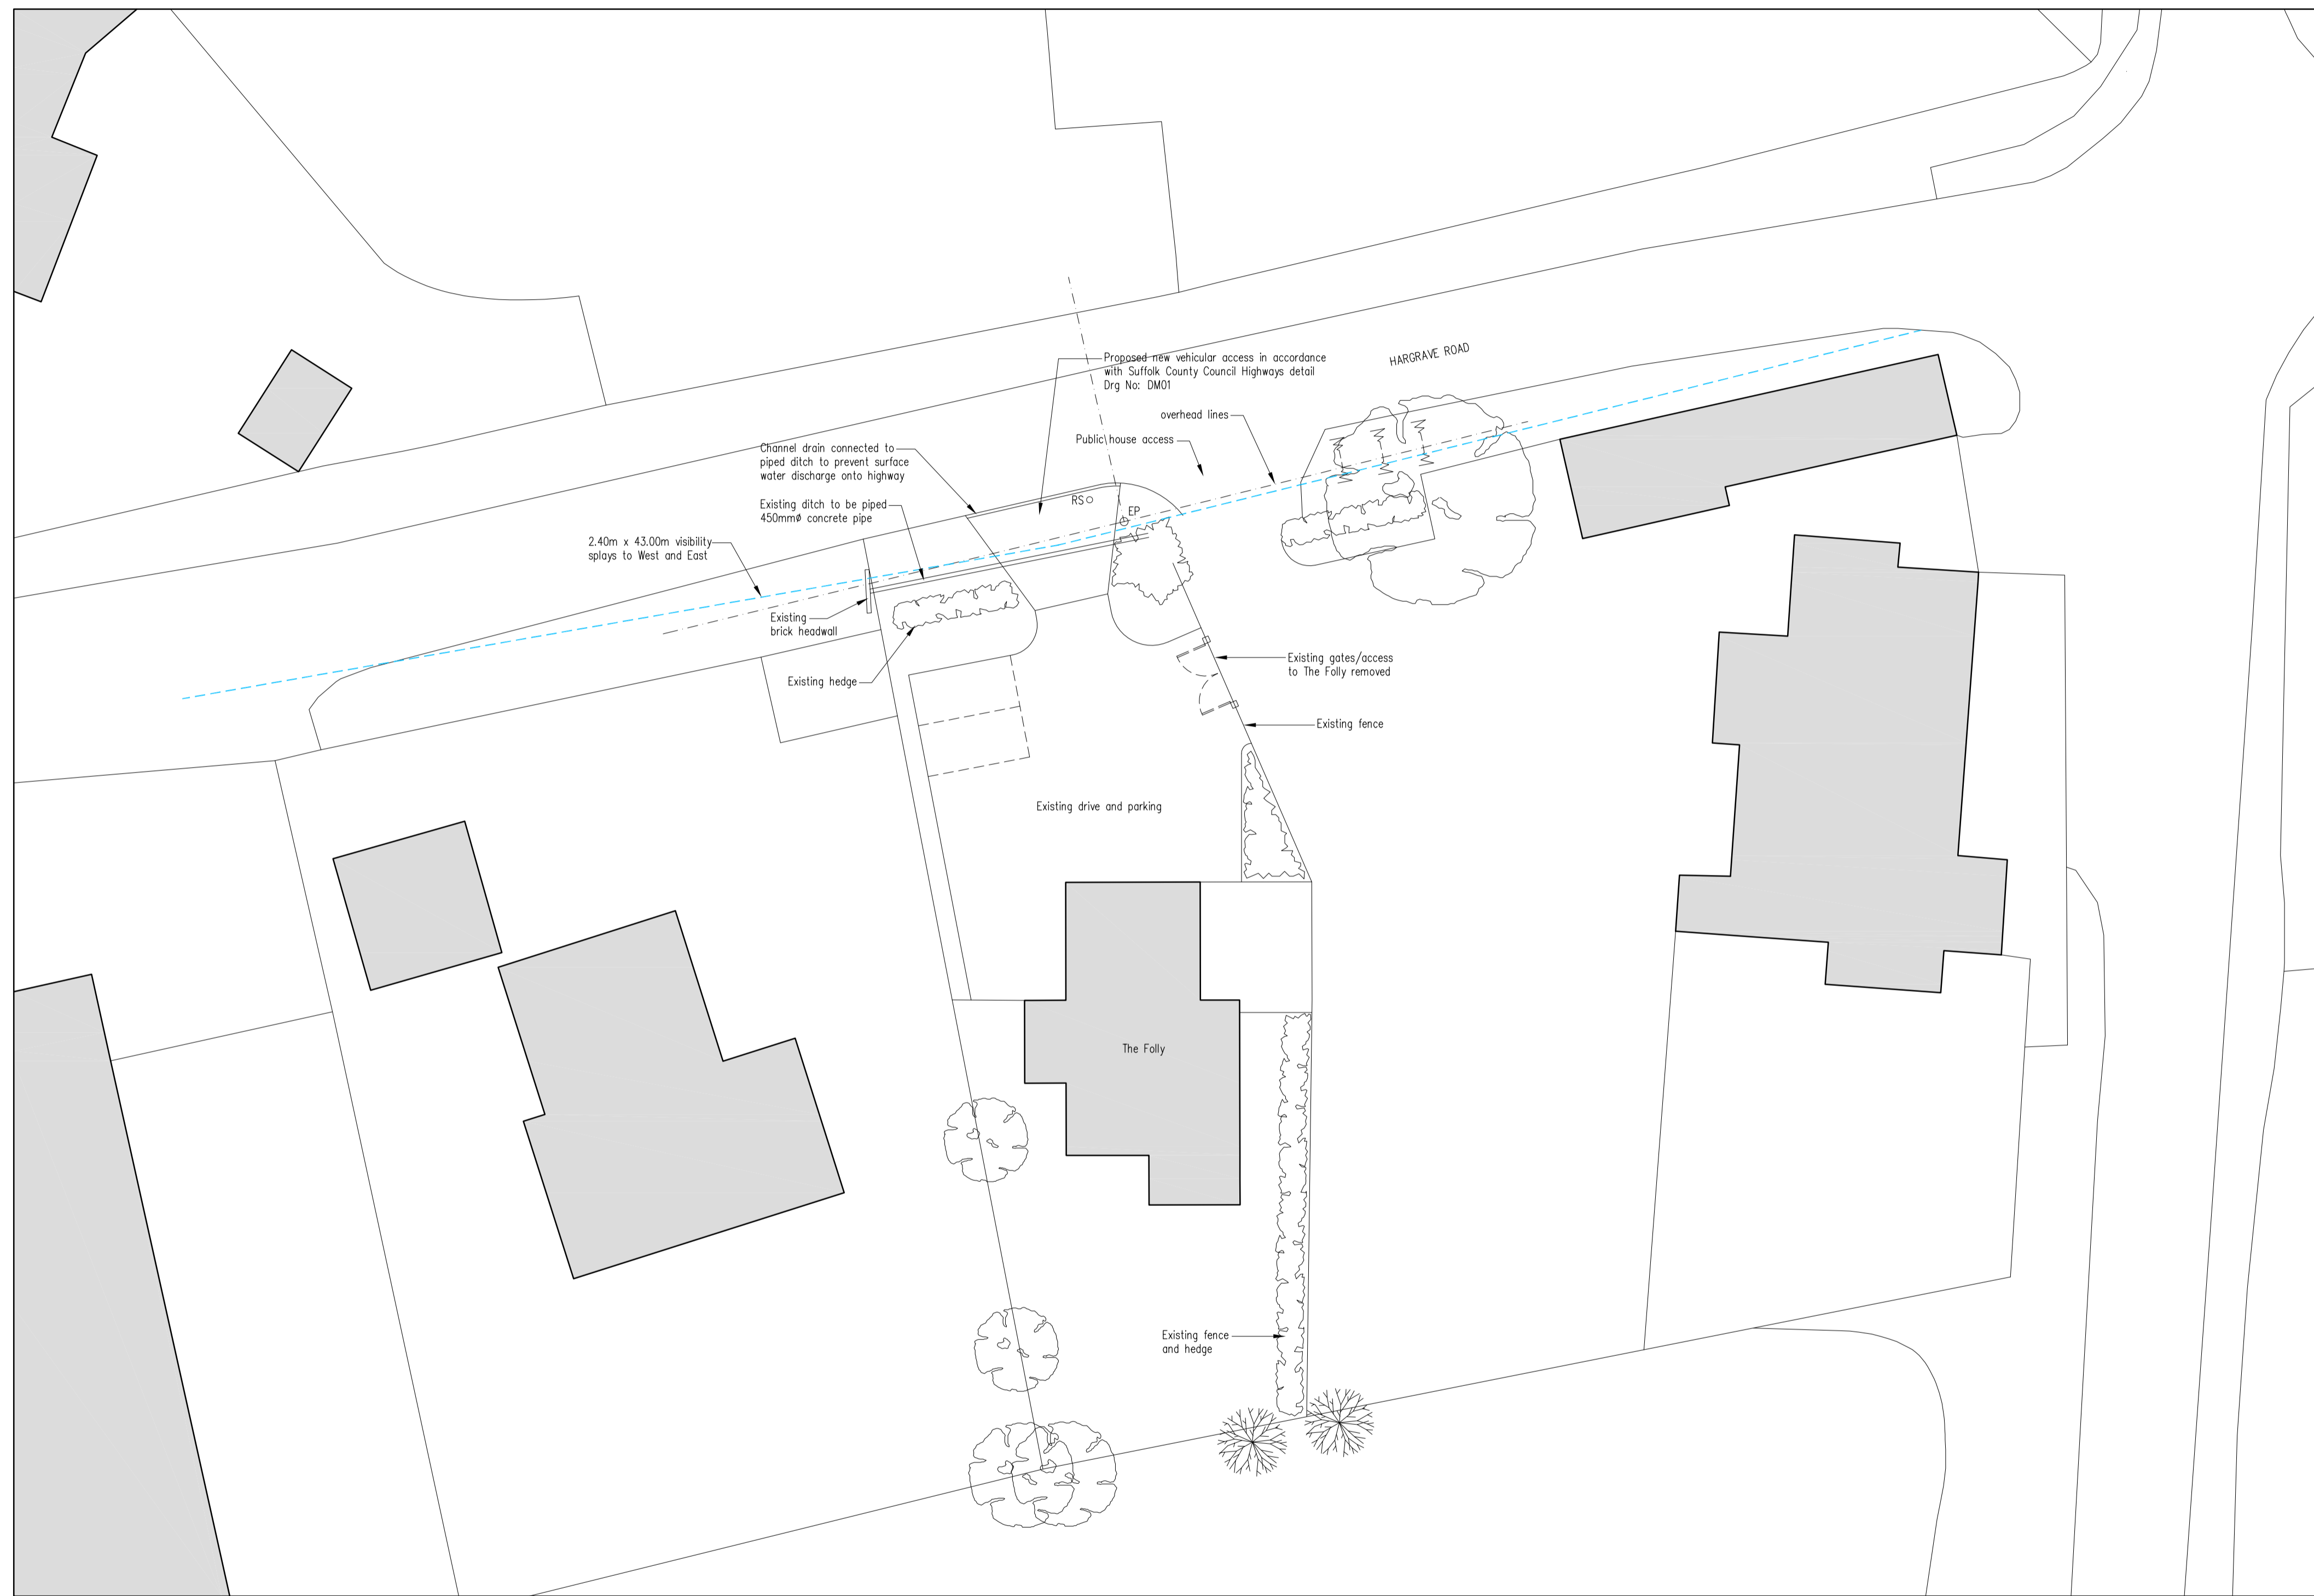 HARGRAVE ROAD
Proposed new vehicular access in accordance
with Suffolk County Council Highways detail
Drg No: DM01
overhead lines
Public house access
Channel drain connected to
piped ditch to prevent surface
water discharge onto highway
RS
EP
Existing ditch to be piped
450mmØ concrete pipe
2.40m x 43.00m visibility
splays to West and East
Existing
brick headwall
Existing hedge
Existing gates/access
to The Folly removed
Existing fence
Existing drive and parking
The Folly
Existing fence
and hedge